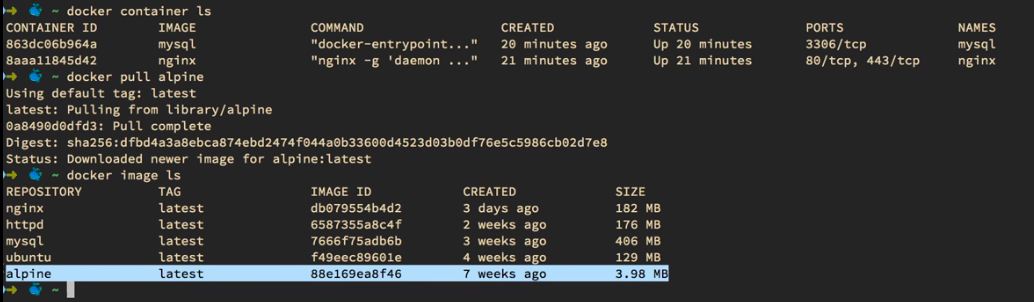 ~ docker container ls
CONTAINER ID IMAGE COMMAND CREATED STATUS PORTS NAMES
863dc06b964a mysql "docker-entrypoint..." 20 minutes ago Up 20 minutes 3306/tcp mysql
8aaa11845d42 nginx "nginx -g 'daemon ..." 21 minutes ago Up 21 minutes 80/tcp, 443/tcp nginx
~ docker pull alpine
Using default tag: latest
latest: Pulling from library/alpine
0a8490d0dfd3: Pull complete
Digest: sha256:dfbd4a3a8ebca874ebd2474f044a0b33600d4523d03b0df76e5c5986cb02d7e8
Status: Downloaded newer image for alpine:latest
~ docker image ls
REPOSITORY TAG IMAGE ID CREATED SIZE
nginx latest db079554b4d2 3 days ago 182 MB
httpd latest 6587355a8c4f 2 weeks ago 176 MB
mysql latest 7666f75adb6b 3 weeks ago 406 MB
ubuntu latest f49eec89601e 4 weeks ago 129 MB
alpine latest 88e169ea8f46 7 weeks ago 3.98 MB
~